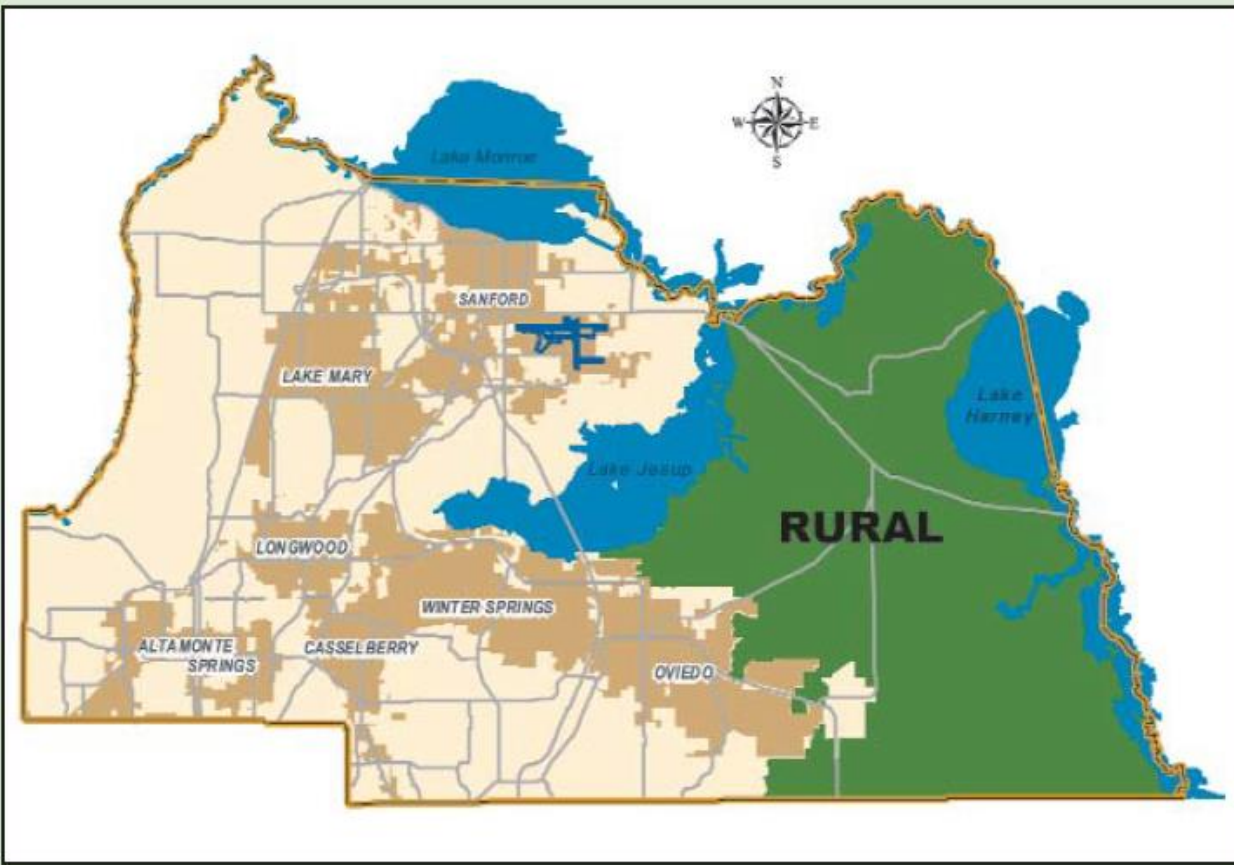 N
W E
S
Lake Monroe
SANFORD
LAKE MARY
Lake
Harney
Lake Jesup
RURAL
LONGWOOD
WINTER SPRINGS
ALTAMONTE
SPRINGS
CASSELBERRY
OVIEDO